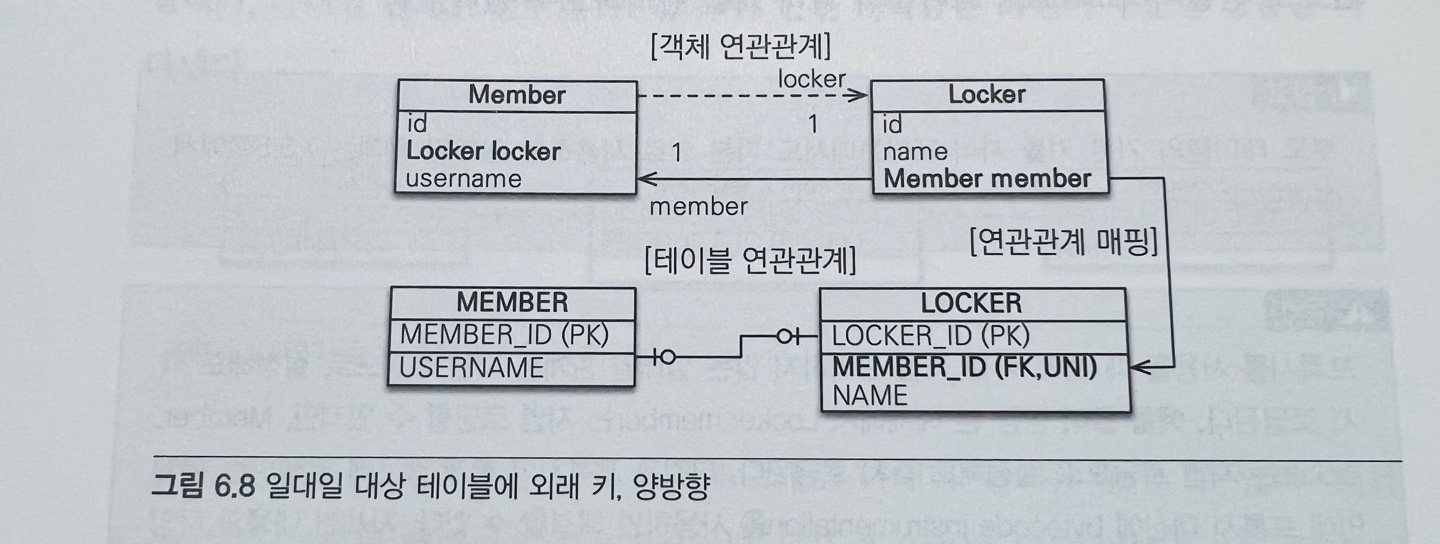 [객체 연관관계]
locker
Member
Locker
id
Locker locker
username
1
1
id
name
Member member
member
[연관관계 매핑]
[테이블 연관관계]
MEMBER
MEMBER_ID (PK)
USERNAME
LOCKER
LOCKER_ID (PK)
MEMBER_ID (FK,UNI)
NAME
그림 6.8 일대일 대상 테이블에 외래 키, 양방향